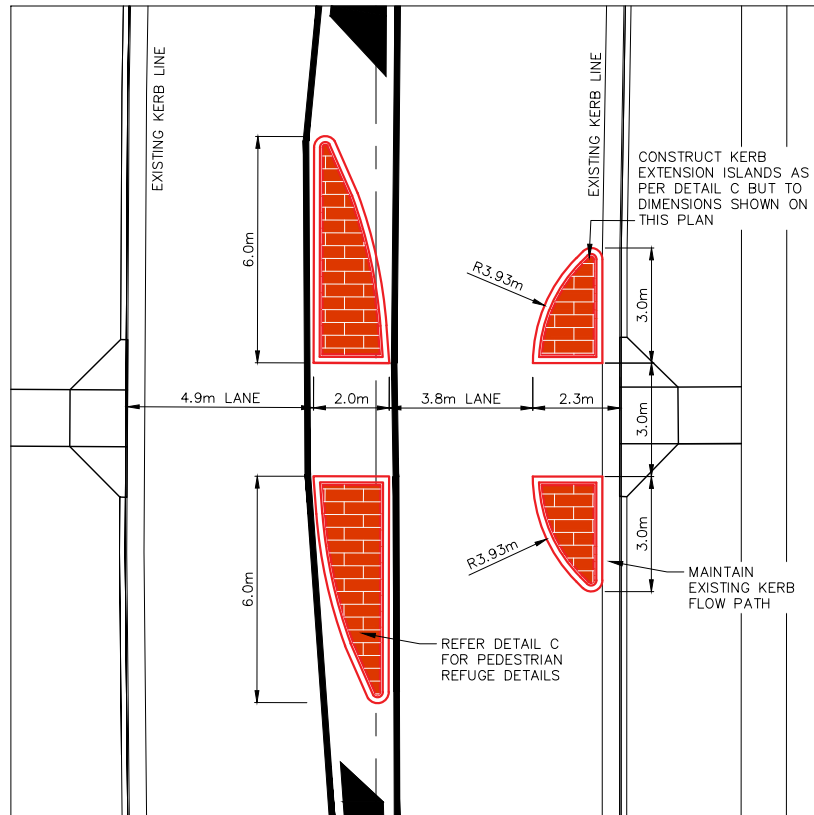 EXISTING KERB LINE
EXISTING KERB LINE
CONSTRUCT KERB
EXTENSION ISLANDS AS
PER DETAIL C BUT TO
DIMENSIONS SHOWN ON
THIS PLAN
6.0m
R3.93m
3.0m
4.9m LANE
2.0m
3.8m LANE
2.3m
3.0m
6.0m
R3.93m
3.0m
MAINTAIN
EXISTING KERB
FLOW PATH
REFER DETAIL C
FOR PEDESTRIAN
REFUGE DETAILS